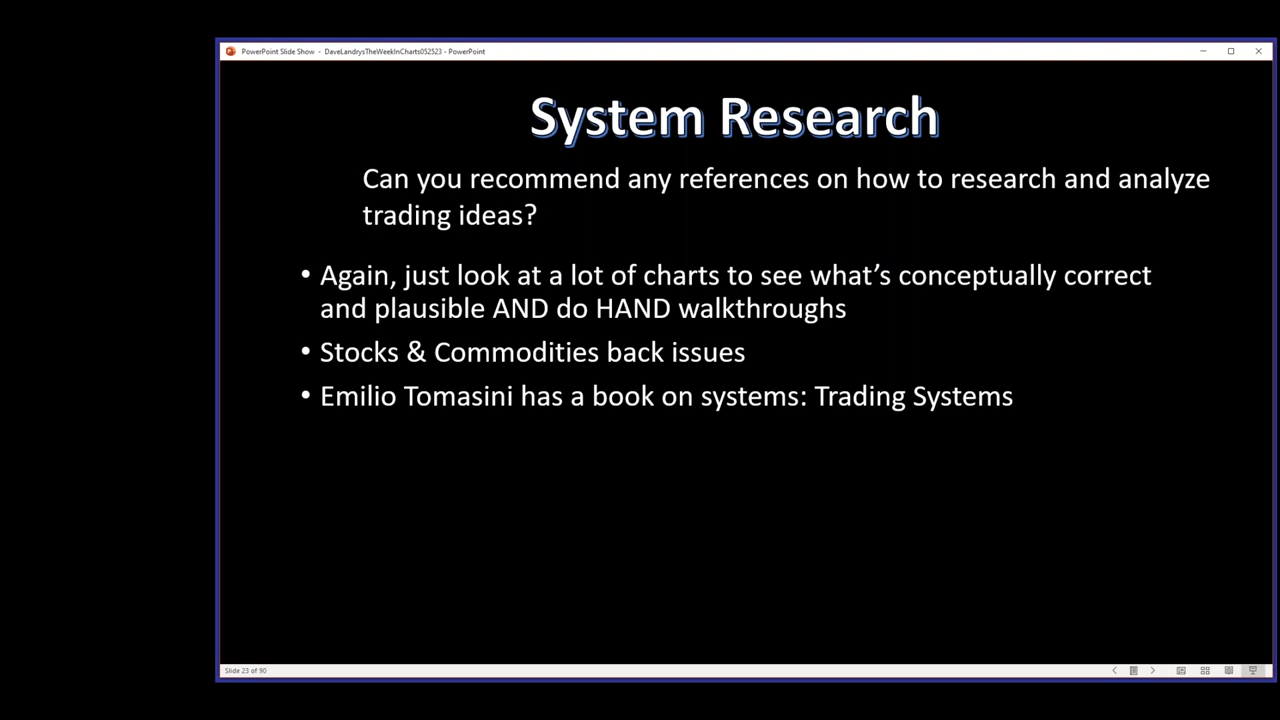 PowerPoint Slide Show - DaveLandrysTheWeekInCharts052523 - PowerPoint
System Research
Can you recommend any references on how to research and analyze
trading ideas?
• Again, just look at a lot of charts to see what’s conceptually correct
and plausible AND do HAND walkthroughs
• Stocks & Commodities back issues
• Emilio Tomasini has a book on systems: Trading Systems
Slide 23 of 90